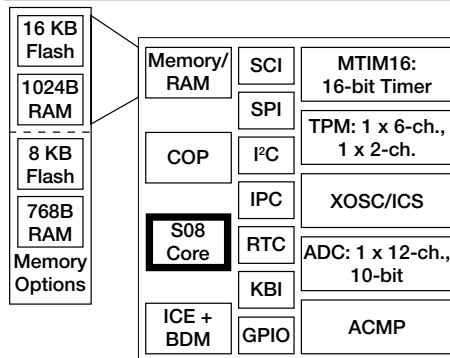 16 KB
Flash
1024B
RAM
8 KB
Flash
768B
RAM
Memory
Options
Memory/
RAM
COP
S08
Core
ICE +
BDM
SCI
SPI
I²C
IPC
RTC
KBI
GPIO
MTIM16:
16-bit Timer
TPM: 1 x 6-ch.,
1 x 2-ch.
XOSC/ICS
ADC: 1 x 12-ch.,
10-bit
ACMP